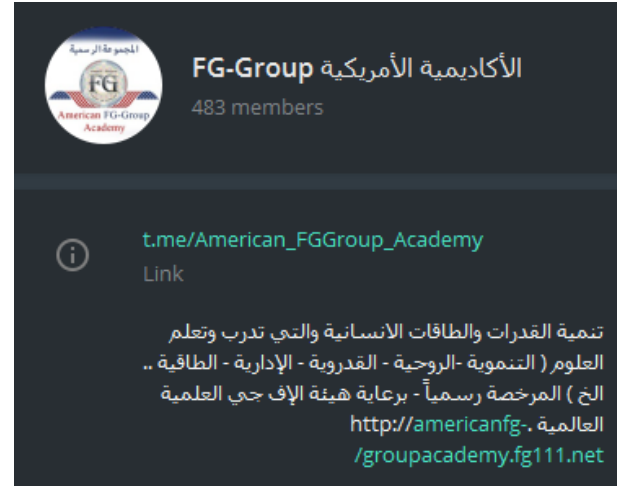 المجموعة الرسمية
FG
American FG-Group
Academy
الأكاديمية الأمريكية FG-Group
483 members
t.me/American_FGGroup_Academy
Link
تنمية القدرات والطاقات الانسانية والتي تدرب وتعلم
العلوم ( التنموية -الروحية - القدروية - الإدارية - الطاقية ..
الخ ) المرخصة رسمياً - برعاية هيئة الإف جي العلمية
العالمية .-http://americanfg
/groupacademy.fg111.net